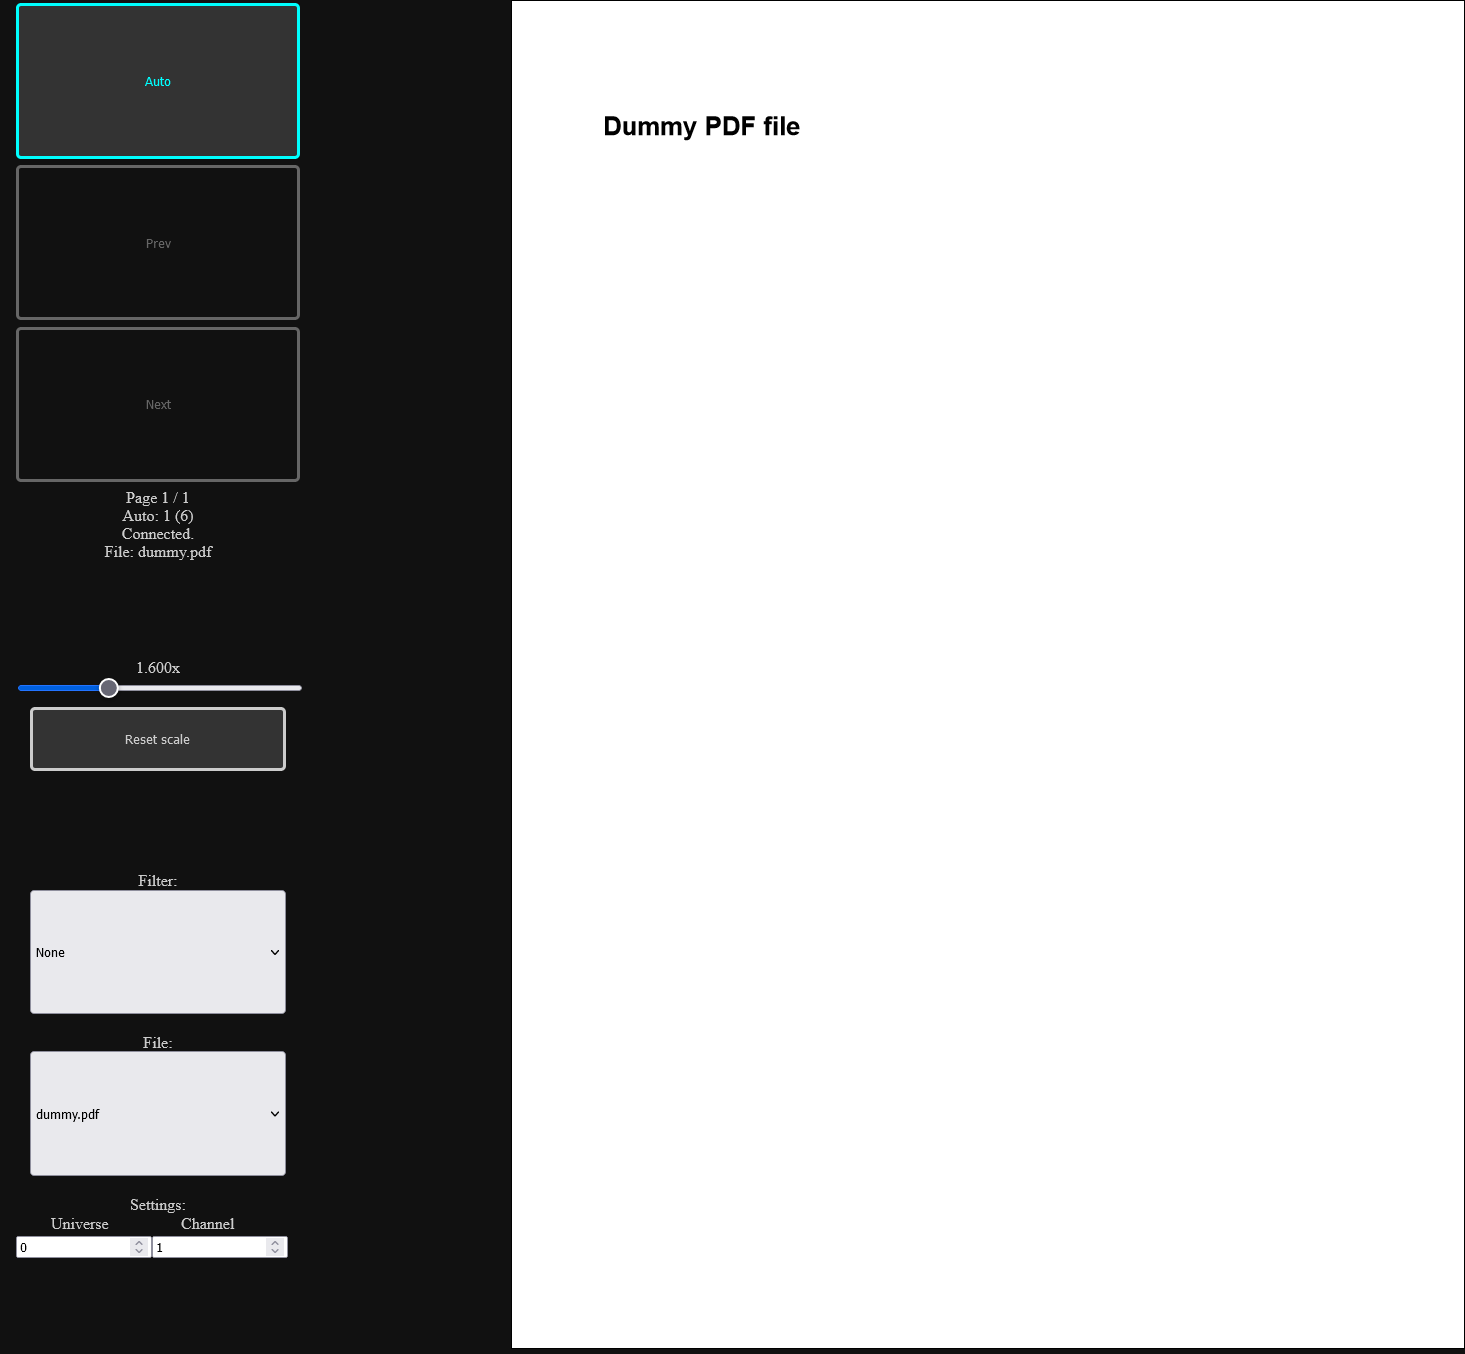 Auto
Prev
Next
Page 1 / 1
Auto: 1 (6)
Connected.
File: dummy.pdf
1.600x
Reset scale
Filter:
None
File:
dummy.pdf
Settings:
Universe Channel
0 1
Dummy PDF file